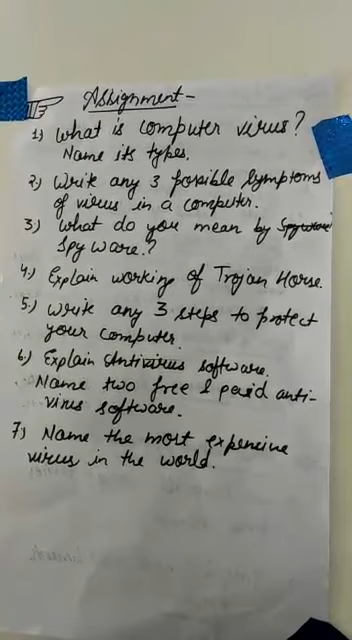 Assignment -
1) What is computer virus?
Name its types.
2) Write any 3 possible symptoms
of virus in a computer.
3) What do you mean by Spyware
Spy ware.?
4) Explain working of Trojan Horse.
5) Write any 3 steps to protect
your computer.
6) Explain Antivirus software.
Name two free & paid anti-
virus software.
7) Name the most expencive
virus in the world.